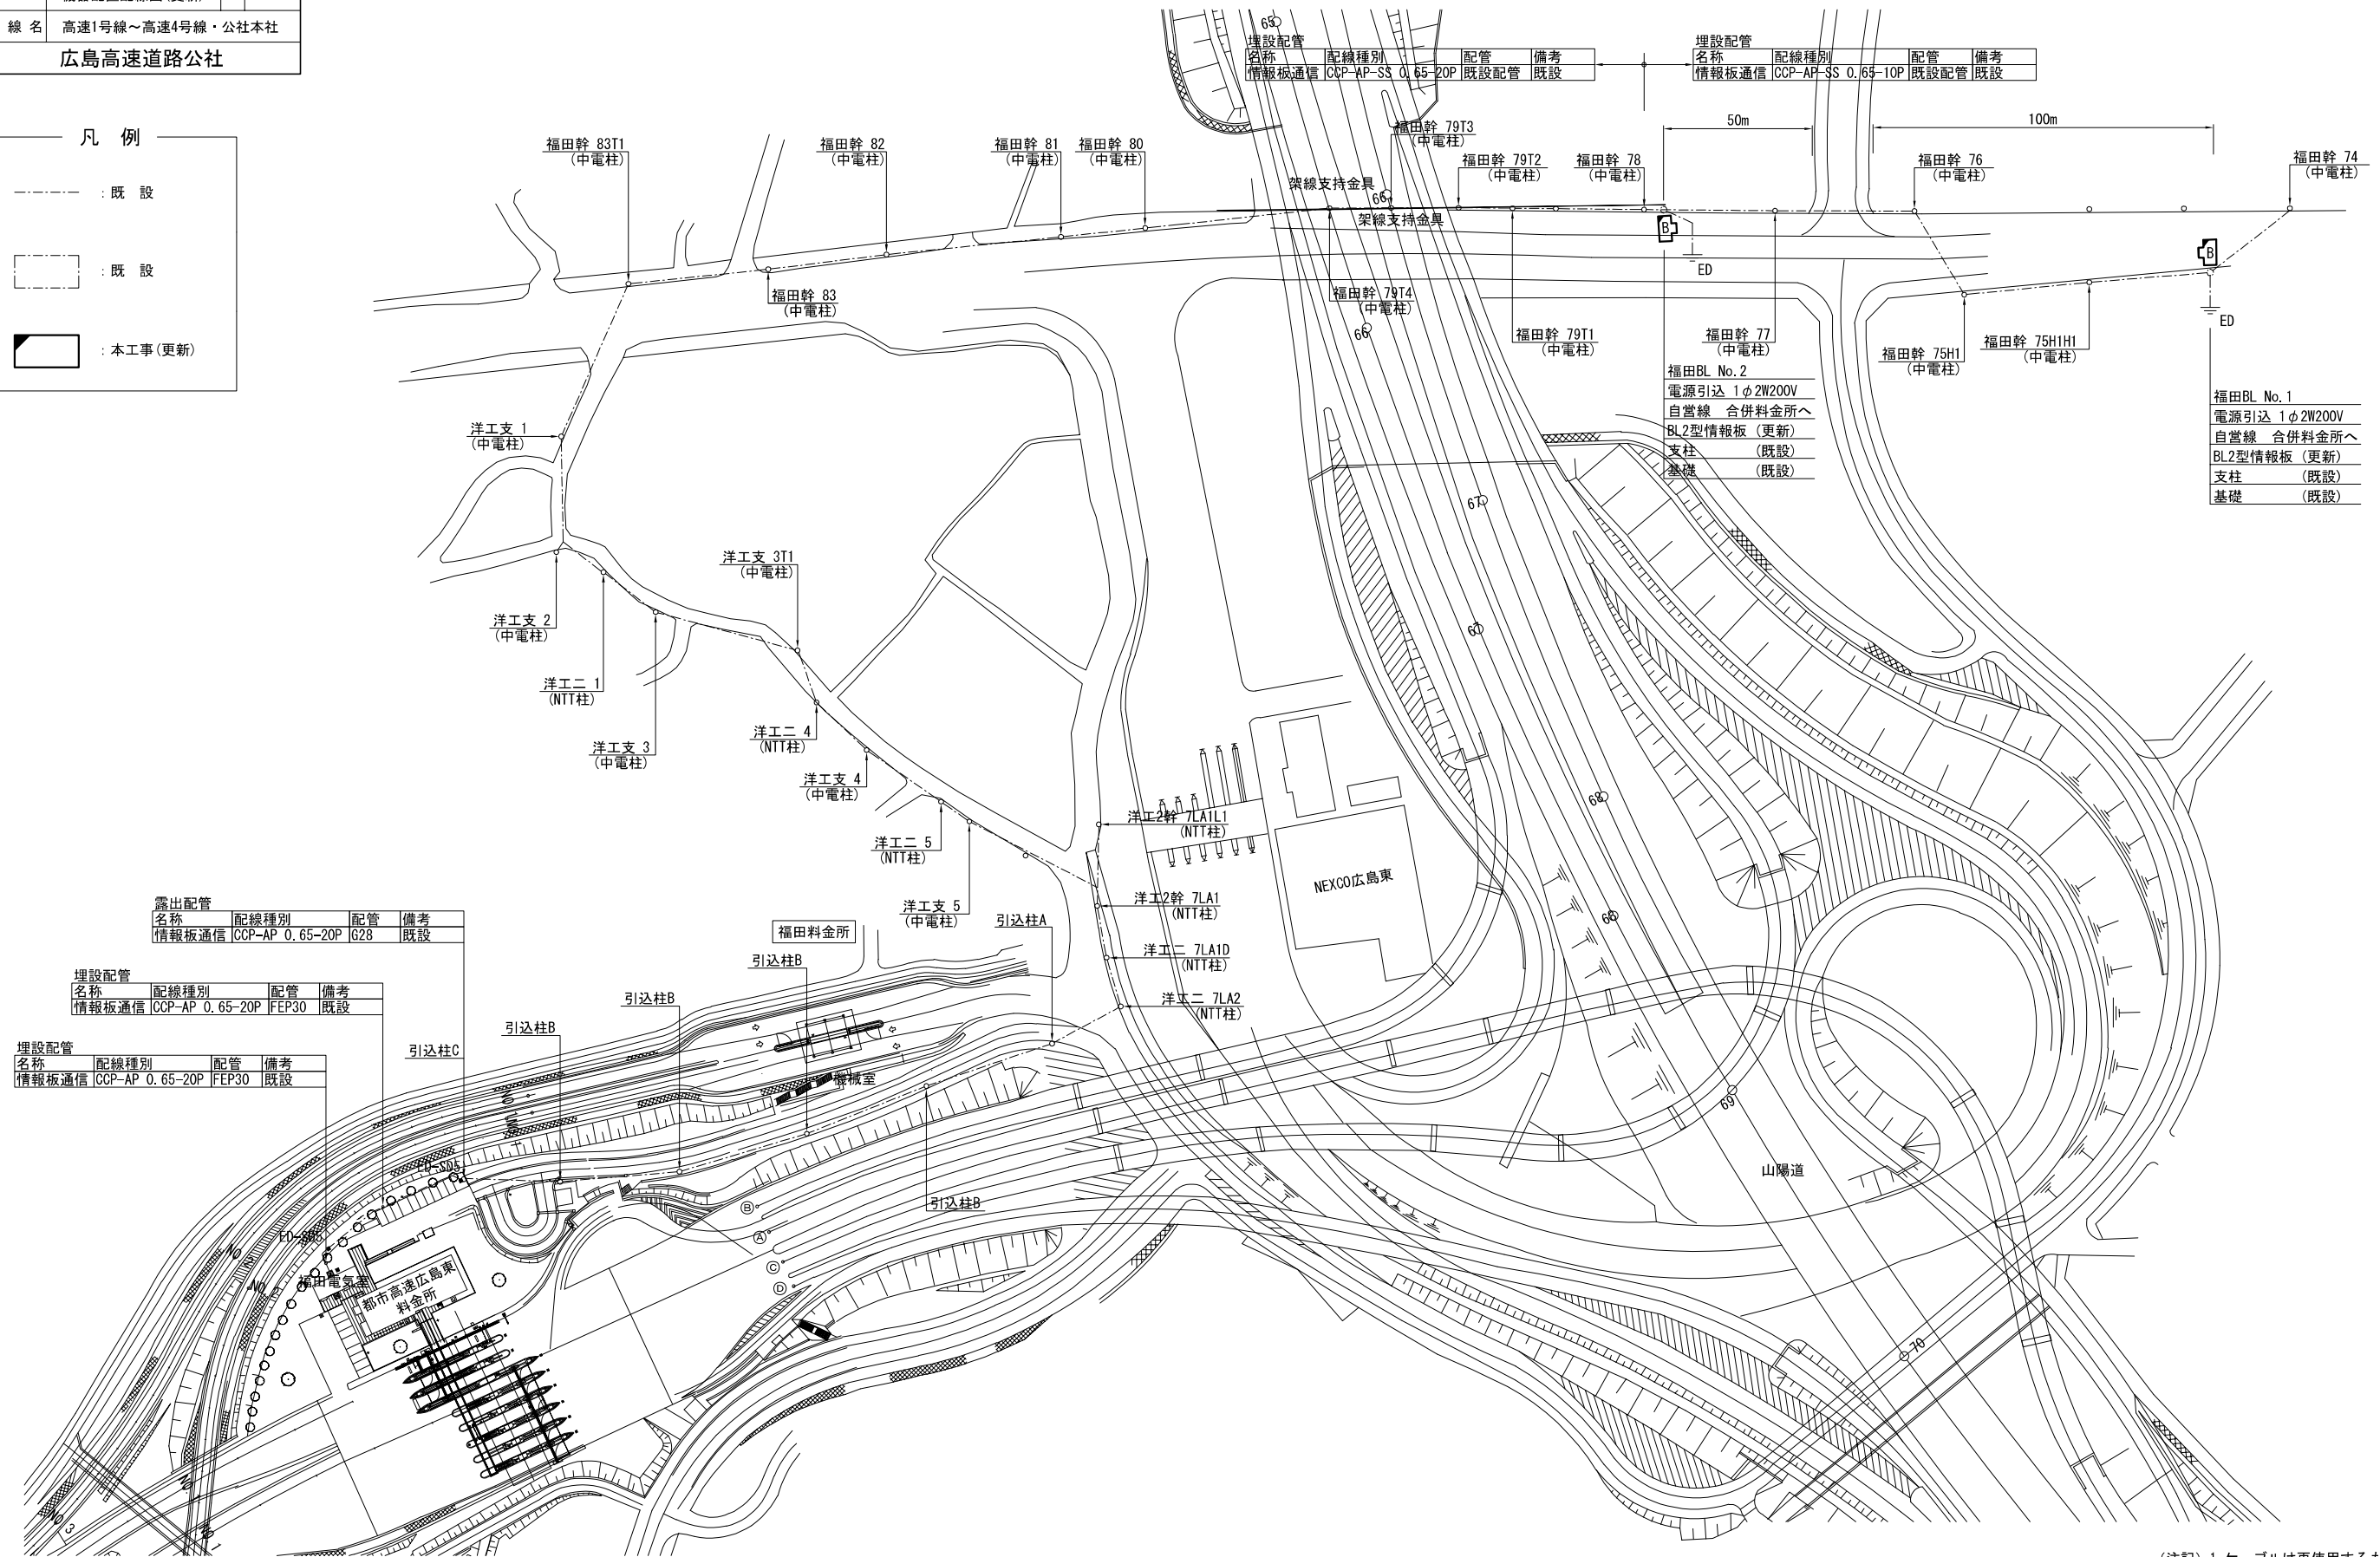 線 名 高速1号線～高速4号線・公社本社
広島高速道路公社
凡 例
：既 設
：既 設
：本工事(更新)
埋設配管
名称 配線種別 配管 備考
情報板通信 CCP-AP-SS 0.65-20P 既設配管 既設
埋設配管
名称 配線種別 配管 備考
情報板通信 CCP-AP-SS 0.65-10P 既設配管 既設
50m
100m
福田幹 83T1
(中電柱)
福田幹 82
(中電柱)
福田幹 81
(中電柱)
福田幹 80
(中電柱)
福田幹 79T3
(中電柱)
福田幹 79T2
(中電柱)
福田幹 78
(中電柱)
福田幹 76
(中電柱)
福田幹 74
(中電柱)
架線支持金具
架線支持金具
福田幹 83
(中電柱)
福田幹 79T4
(中電柱)
福田幹 79T1
(中電柱)
福田幹 77
(中電柱)
福田幹 75H1
(中電柱)
福田幹 75H1H1
(中電柱)
B
ED
B
ED
福田BL No.2
電源引込 1φ2W200V
自営線 合併料金所へ
BL2型情報板（更新）
支柱 （既設）
基礎 （既設）
福田BL No.1
電源引込 1φ2W200V
自営線 合併料金所へ
BL2型情報板（更新）
支柱 （既設）
基礎 （既設）
65
66
66
67
67
68
68
69
70
洋工支 1
(中電柱)
洋工支 2
(中電柱)
洋工支 3T1
(中電柱)
洋工二 1
(NTT柱)
洋工支 3
(中電柱)
洋工二 4
(NTT柱)
洋工支 4
(中電柱)
洋工二 5
(NTT柱)
洋工支 5
(中電柱)
洋工2幹 7LA1L1
(NTT柱)
洋工2幹 7LA1
(NTT柱)
洋工二 7LA1D
(NTT柱)
洋工二 7LA2
(NTT柱)
NEXCO広島東
露出配管
名称 配線種別 配管 備考
情報板通信 CCP-AP 0.65-20P G28 既設
埋設配管
名称 配線種別 配管 備考
情報板通信 CCP-AP 0.65-20P FEP30 既設
埋設配管
名称 配線種別 配管 備考
情報板通信 CCP-AP 0.65-20P FEP30 既設
福田料金所
引込柱A
引込柱B
引込柱B
引込柱B
引込柱C
引込柱B
機械室
山陽道
ED-SD5
ED-SD5
福田電気室
都市高速広島東
料金所
B
A
C
D
NO.3